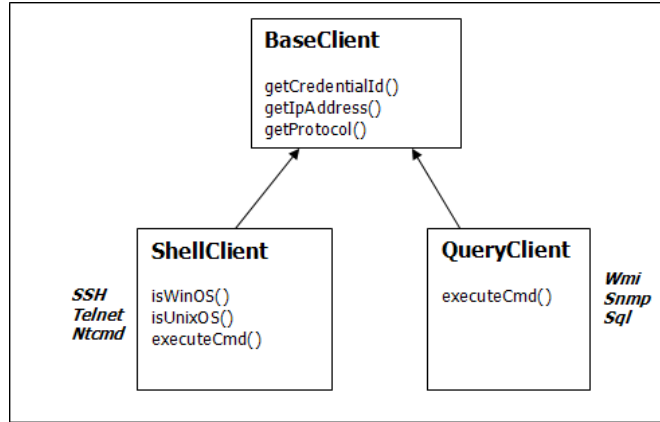 BaseClient
getCredentialId()
getIpAddress()
getProtocol()
ShellClient
isWinOS()
isUnixOS()
executeCmd()
SSH
Telnet
Ntcmd
QueryClient
executeCmd()
Wmi
Snmp
Sql